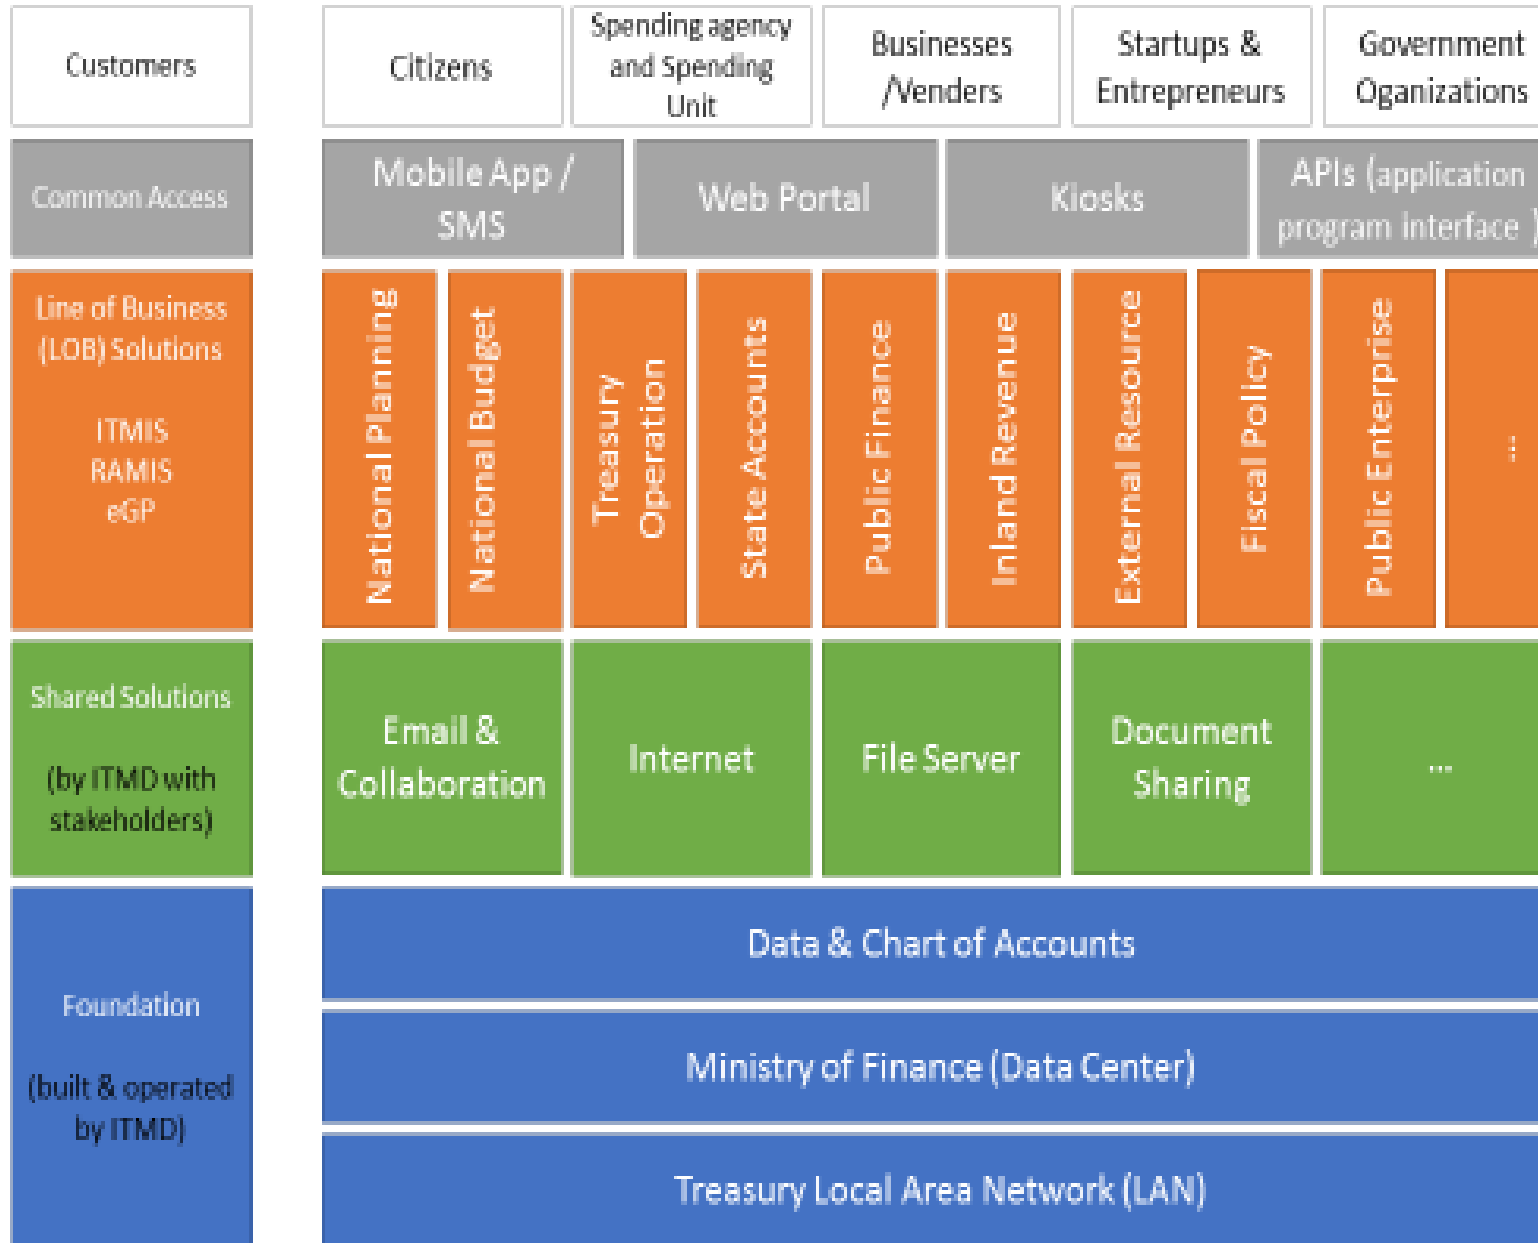 Customers
Citizens
Spending agency
and Spending
Unit
Businesses
/Venders
Startups &
Entrepreneurs
Government
Oganizations
Common Access
Mobile App /
SMS
Web Portal
Kiosks
APIs (application
program interface )
Line of Business
(LOB) Solutions
ITMIS
RAMIS
eGP
National Planning
National Budget
Treasury
Operation
State Accounts
Public Finance
Inland Revenue
External Resource
Fiscal Policy
Public Enterprise
...
Shared Solutions
(by ITMD with
stakeholders)
Email &
Collaboration
Internet
File Server
Document
Sharing
...
Foundation
(built & operated
by ITMD)
Data & Chart of Accounts
Ministry of Finance (Data Center)
Treasury Local Area Network (LAN)